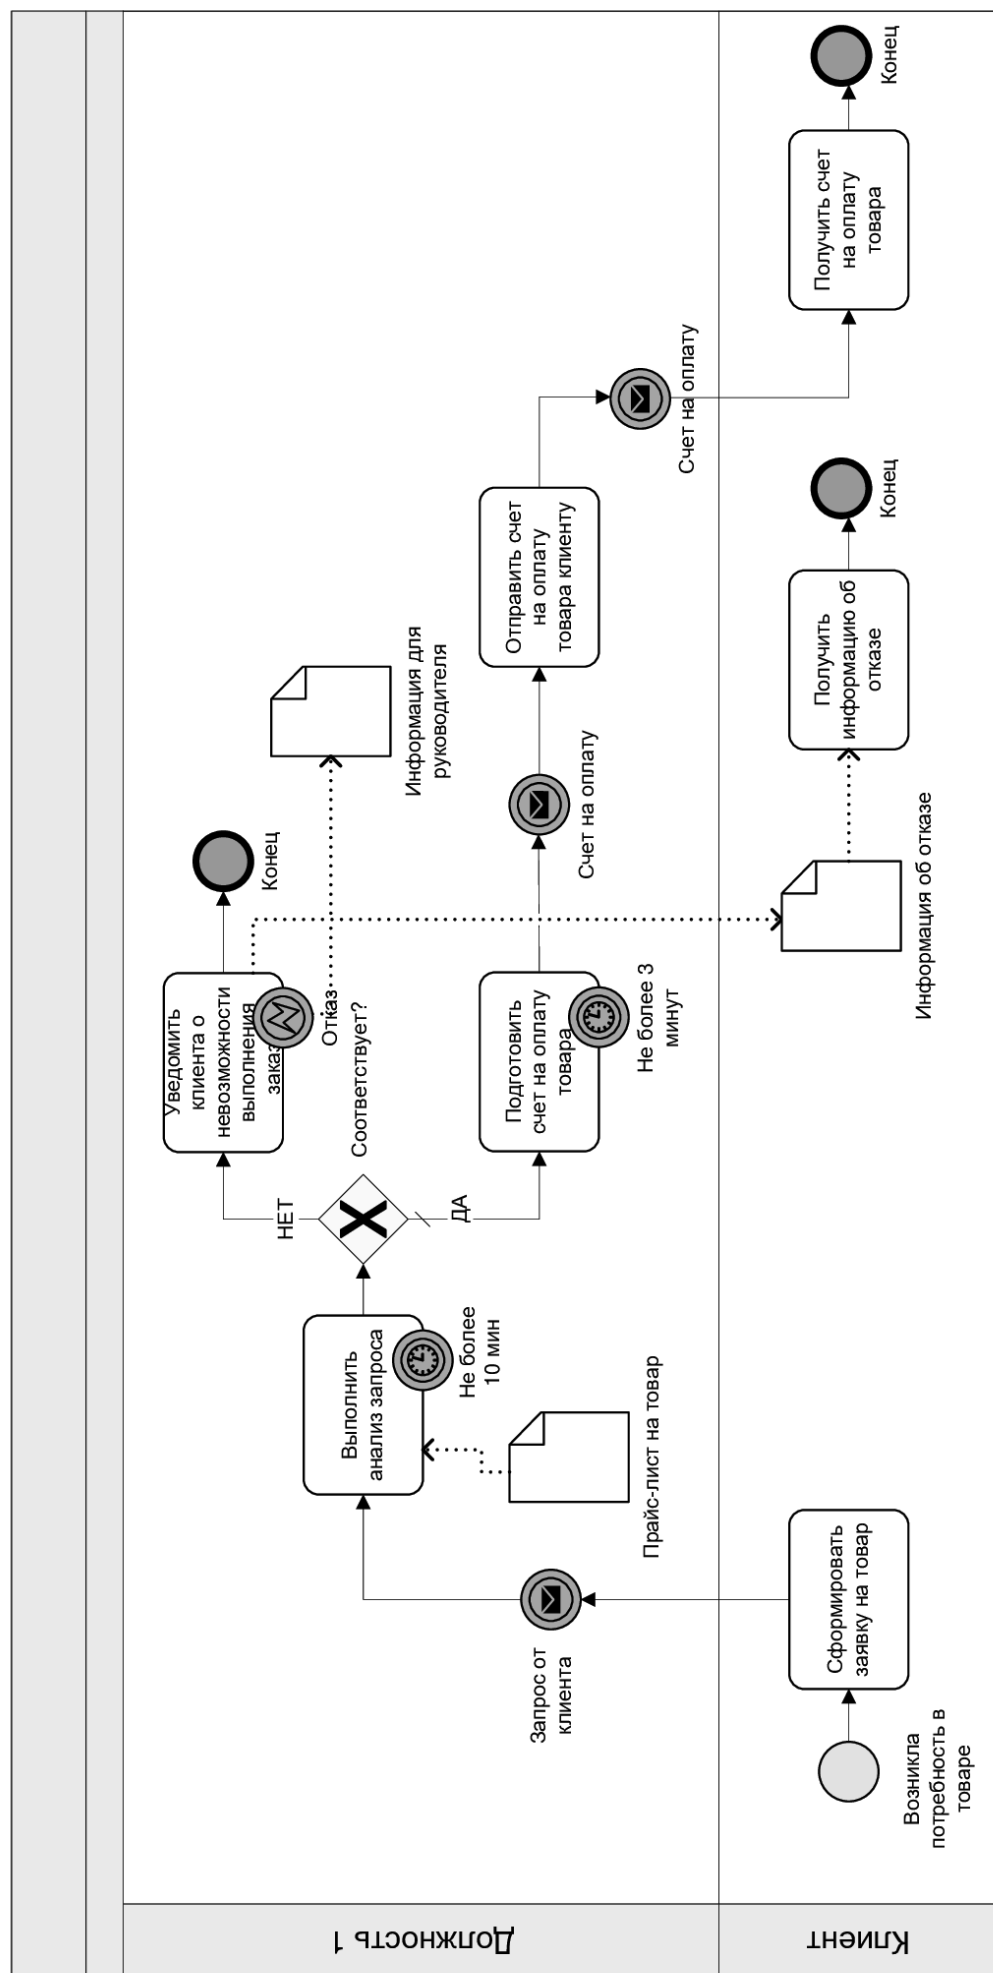 Должность 1
Клиент
Возникла
потребность в
товаре
Сформировать
заявку на товар
Запрос от
клиента
Прайс-лист на товар
Выполнить
анализ запроса
Не более
10 мин
Соответствует?
НЕТ
ДА
Уведомить
клиента о
невозможности
выполнения
заказ
Отказ
Конец
Информация для
руководителя
Подготовить
счет на оплату
товара
Не более 3
минут
Счет на оплату
Отправить счет
на оплату
товара клиенту
Счет на оплату
Информация об отказе
Получить
информацию об
отказе
Конец
Получить счет
на оплату
товара
Конец